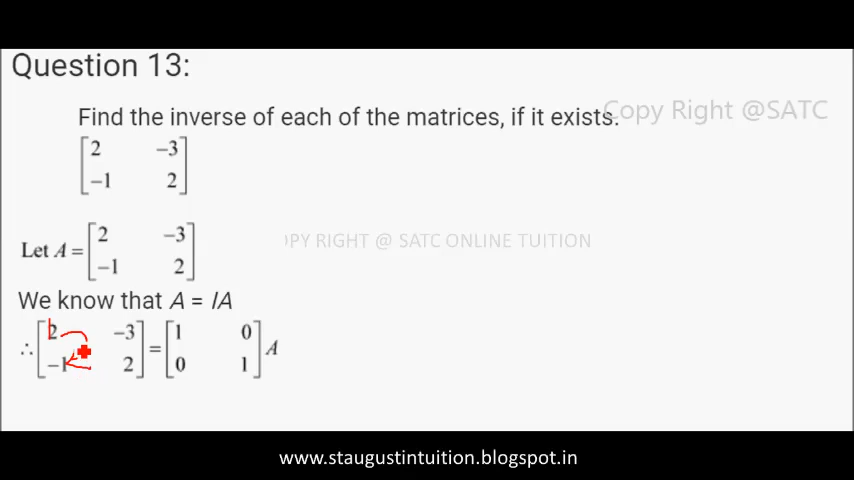 Question 13:
Find the inverse of each of the matrices, if it exists.
Copy Right @SATC
[2 −3
−1 2]
Let A = [2 −3
−1 2]
PY RIGHT @ SATC ONLINE TUITION
We know that A = IA
∴ [2 −3
−1 2] = [1 0
0 1] A
www.staugustintuition.blogspot.in